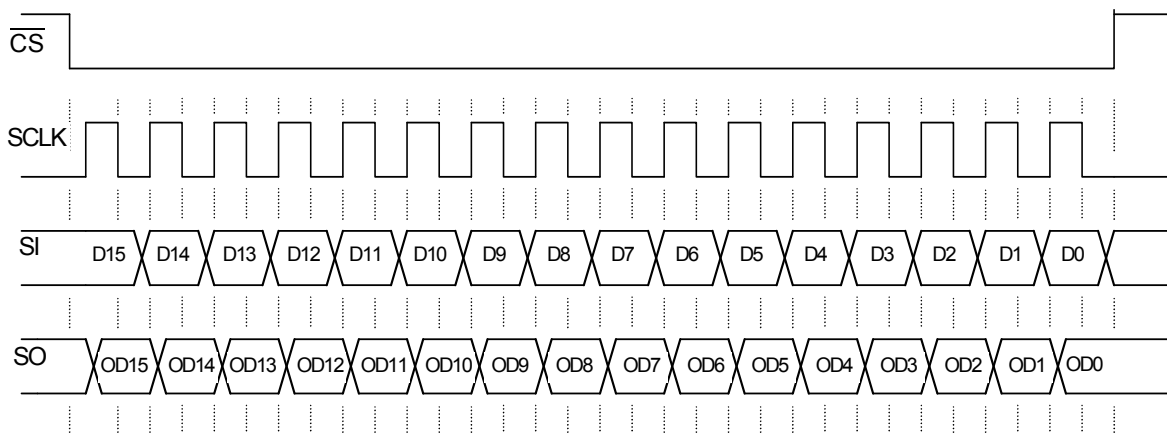 CS
SCLK
SI D15 D14 D13 D12 D11 D10 D9 D8 D7 D6 D5 D4 D3 D2 D1 D0
SO OD15 OD14 OD13 OD12 OD11 OD10 OD9 OD8 OD7 OD6 OD5 OD4 OD3 OD2 OD1 OD0